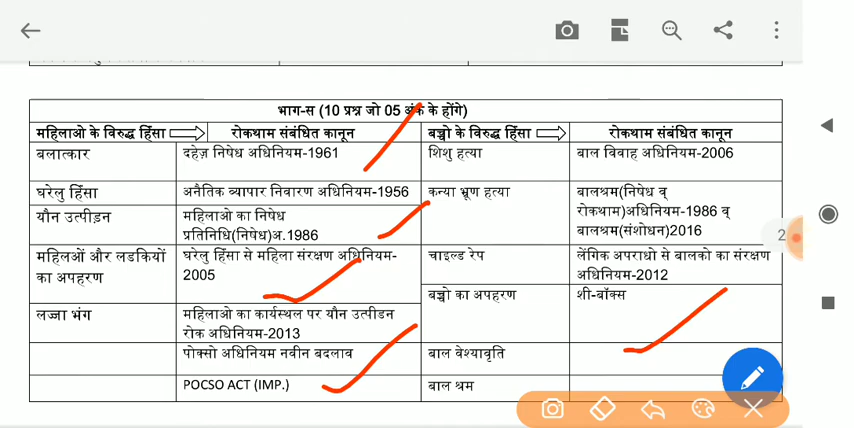 भाग-स (10 प्रश्न जो 05 अंक के होंगे)
महिलाओ के विरुद्ध हिंसा रोकथाम संबंधित कानून बच्चो के विरुद्ध हिंसा रोकथाम संबंधित कानून
बलात्कार दहेज़ निषेध अधिनियम-1961 शिशु हत्या बाल विवाह अधिनियम-2006
घरेलु हिंसा अनैतिक व्यापार निवारण अधिनियम-1956 कन्या भ्रूण हत्या बालश्रम(निषेध व्
रोकथाम)अधिनियम-1986 व्
बालश्रम(संशोधन)2016
यौन उत्पीड़न महिलाओ का निषेध
प्रतिनिधि(निषेध)अ.1986
महिलओं और लडकियों
का अपहरण
घरेलु हिंसा से महिला संरक्षण अधिनियम-
2005
चाइल्ड रेप लेंगिक अपराधो से बालको का संरक्षण
अधिनियम-2012
बच्चो का अपहरण शी-बॉक्स
लज्जा भंग महिलाओ का कार्यस्थल पर यौन उत्पीडन
रोक अधिनियम-2013
पोक्सो अधिनियम नवीन बदलाव बाल वेश्यावृति
POCSO ACT (IMP.) बाल श्रम
2